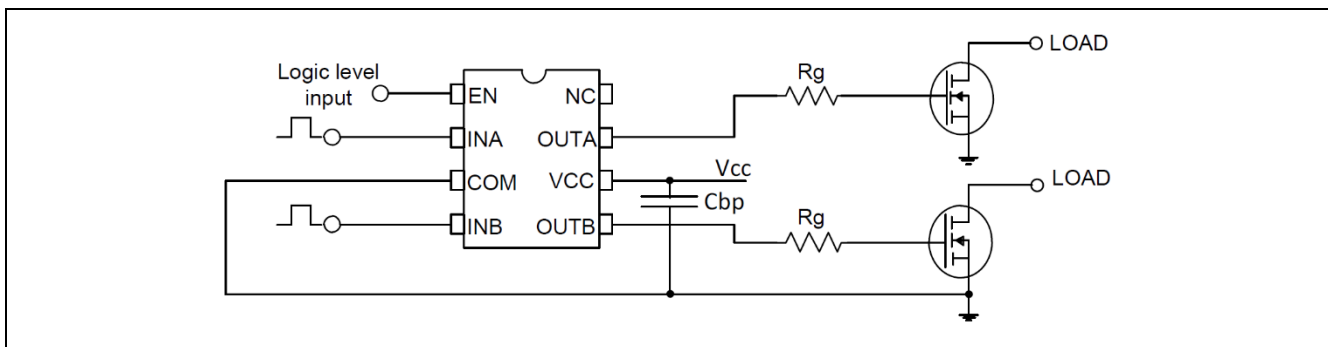 LOAD
Rg
Logic level
input
EN
NC
INA
OUTA
COM
VCC
Vcc
Cbp
LOAD
Rg
INB
OUTB